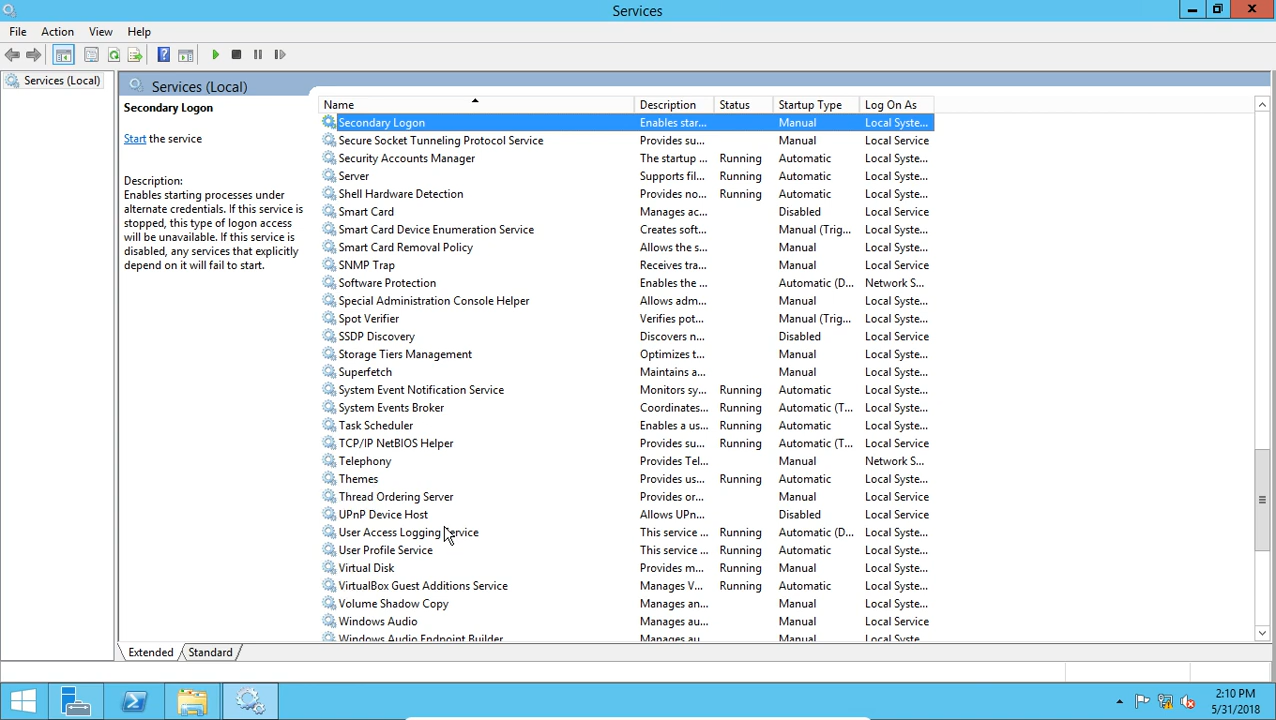 Services
File Action View Help
Services (Local)
Services (Local)
Secondary Logon
Start the service
Description:
Enables starting processes under
alternate credentials. If this service is
stopped, this type of logon access
will be unavailable. If this service is
disabled, any services that explicitly
depend on it will fail to start.
Name Description Status Startup Type Log On As
Secondary Logon Enables star... Manual Local Syste...
Secure Socket Tunneling Protocol Service Provides su... Manual Local Service
Security Accounts Manager The startup ... Running Automatic Local Syste...
Server Supports fil... Running Automatic Local Syste...
Shell Hardware Detection Provides no... Running Automatic Local Syste...
Smart Card Manages ac... Disabled Local Service
Smart Card Device Enumeration Service Creates soft... Manual (Trig... Local Syste...
Smart Card Removal Policy Allows the s... Manual Local Syste...
SNMP Trap Receives tra... Manual Local Service
Software Protection Enables the ... Automatic (D... Network S...
Special Administration Console Helper Allows adm... Manual Local Syste...
Spot Verifier Verifies pot... Manual (Trig... Local Syste...
SSDP Discovery Discovers n... Disabled Local Service
Storage Tiers Management Optimizes t... Manual Local Syste...
Superfetch Maintains a... Manual Local Syste...
System Event Notification Service Monitors sy... Running Automatic Local Syste...
System Events Broker Coordinates... Running Automatic (T... Local Syste...
Task Scheduler Enables a us... Running Automatic Local Syste...
TCP/IP NetBIOS Helper Provides su... Running Automatic (T... Local Service
Telephony Provides Tel... Manual Network S...
Themes Provides us... Running Automatic Local Syste...
Thread Ordering Server Provides or... Manual Local Service
UPnP Device Host Allows UPn... Disabled Local Service
User Access Logging Service This service ... Running Automatic (D... Local Syste...
User Profile Service This service ... Running Automatic Local Syste...
Virtual Disk Provides m... Running Manual Local Syste...
VirtualBox Guest Additions Service Manages V... Running Automatic Local Syste...
Volume Shadow Copy Manages an... Manual Local Syste...
Windows Audio Manages au... Manual Local Service
Windows Audio Endpoint Builder Manages au... Manual Local Syste...
Extended Standard
2:10 PM
5/31/2018